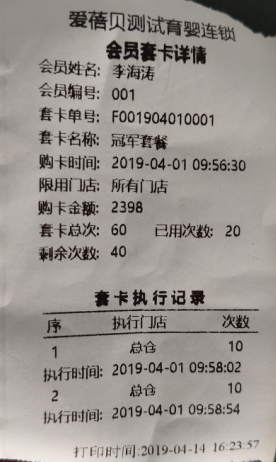 爱蓓贝测试育婴连锁
会员套卡详情
会员姓名: 李海涛
会员编号: 001
套卡单号: F001904010001
套卡名称: 冠军套餐
购卡时间: 2019-04-01 09:56:30
限用门店: 所有门店
购卡金额: 2398
套卡总次: 60 已用次数: 20
剩余次数: 40
套卡执行记录
序 执行门店 次数
1 总仓 10
执行时间: 2019-04-01 09:58:02
2 总仓 10
执行时间: 2019-04-01 09:58:54
打印时间:2019-04-14 16:23:57